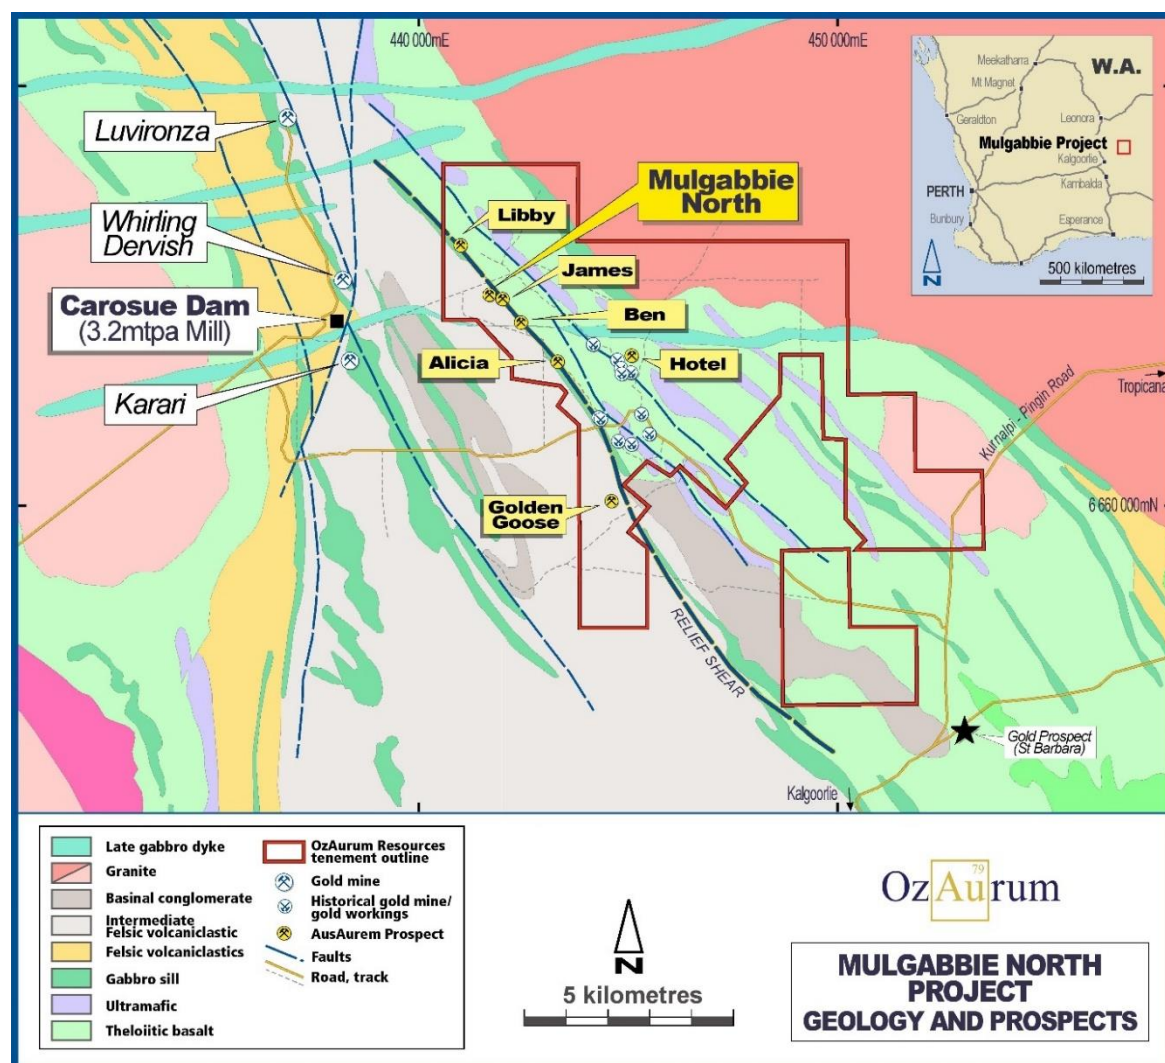 440 000mE
450 000mE
W.A.
Meekatharra
Mt Magnet
Geraldton
Leonora
Mulgabbie Project
Kalgoorlie
PERTH
Kambalda
Bunbury
Esperance
N
500 kilometres
Luvironza
Whirling
Dervish
Carosue Dam
(3.2mtpa Mill)
Karari
Mulgabbie
North
Libby
James
Ben
Alicia
Hotel
Golden
Goose
Kurnalpi - Pingin Road
Tropicana
6 660 000mN
RELIEF SHEAR
Gold Prospect
(St Barbara)
Kalgoorlie
Late gabbro dyke
Granite
Basinal conglomerate
Intermediate
Felsic volcaniclastic
Felsic volcaniclastics
Gabbro sill
Ultramafic
Theloiitic basalt
OzAurum Resources
tenement outline
Gold mine
Historical gold mine/
gold workings
AusAurem Prospect
Faults
Road, track
N
5 kilometres
79
OzAurum
MULGABBIE NORTH
PROJECT
GEOLOGY AND PROSPECTS